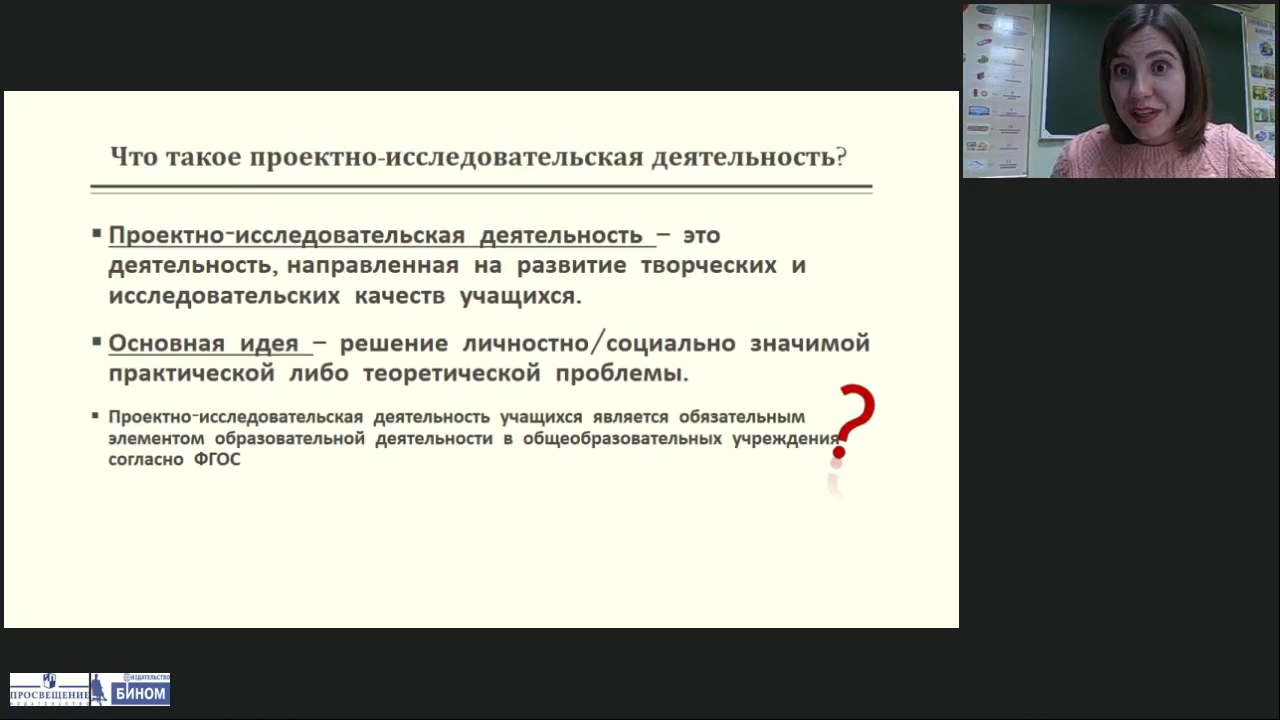 Что такое проектно-исследовательская деятельность?
▪ Проектно-исследовательская деятельность – это
деятельность, направленная на развитие творческих и
исследовательских качеств учащихся.
▪ Основная идея – решение личностно/социально значимой
практической либо теоретической проблемы.
▪ Проектно-исследовательская деятельность учащихся является обязательным
элементом образовательной деятельности в общеобразовательных учреждения
согласно ФГОС
?
ПРОСВЕЩЕНИЕ
ИЗДАТЕЛЬСТВО
ИЗДАТЕЛЬСТВО
БИНОМ